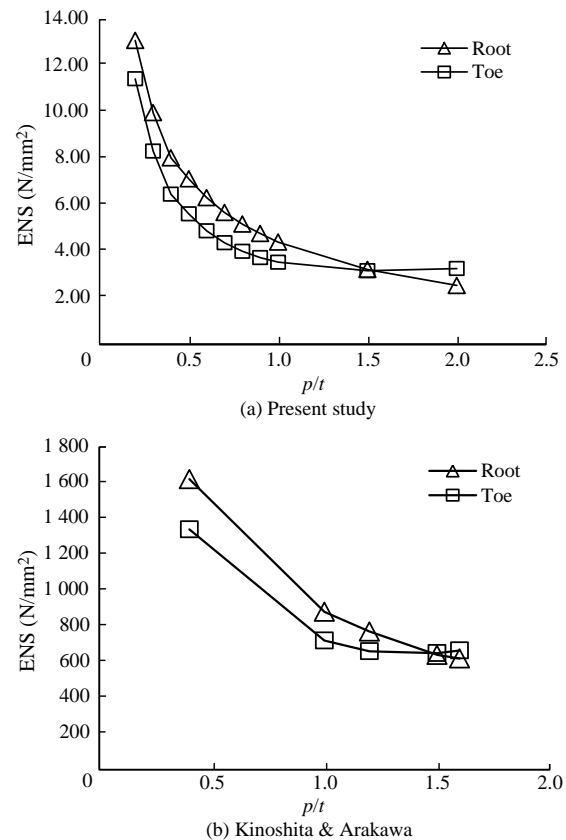 14.00
12.00
10.00
8.00
6.00
4.00
2.00
0
ENS (N/mm²)
Root
Toe
0.5
1.0
1.5
2.0
2.5
p/t
(a) Present study
1 800
1 600
1 400
1 200
1 000
800
600
400
200
0
ENS (N/mm²)
Root
Toe
0.5
1.0
1.5
2.0
p/t
(b) Kinoshita & Arakawa